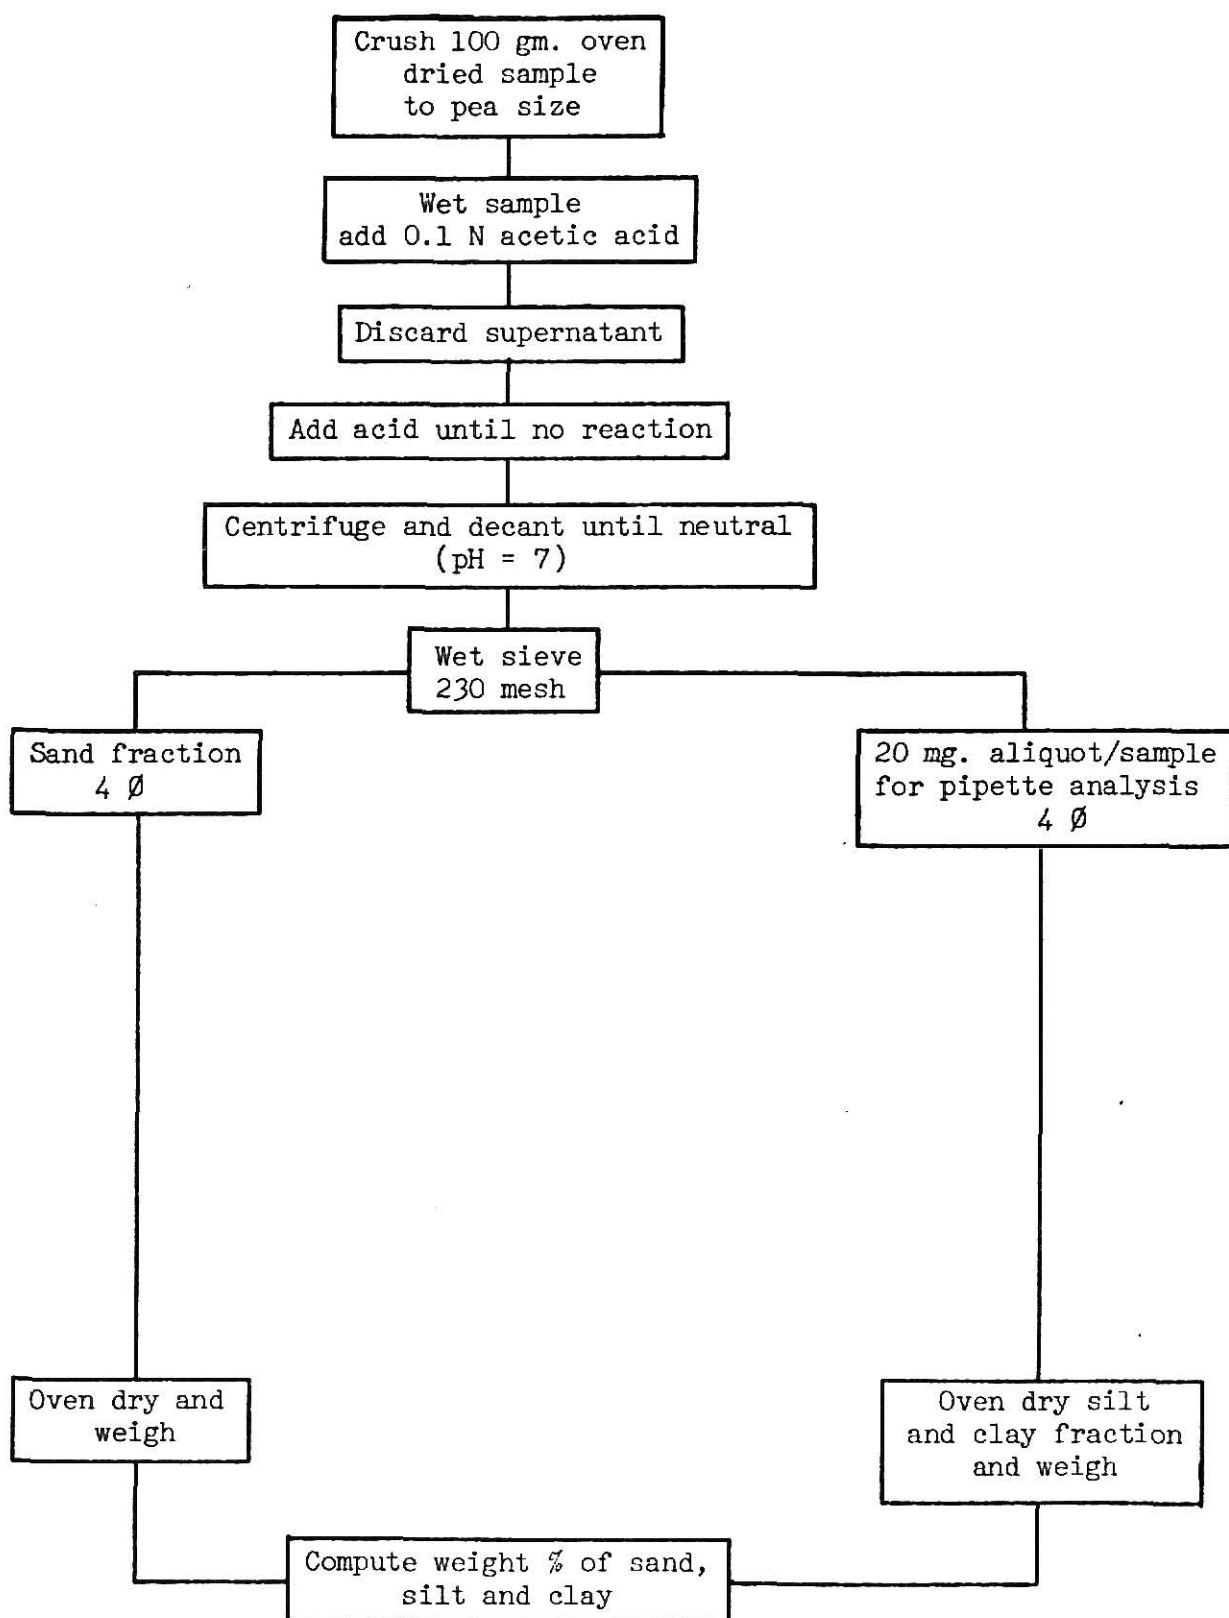 Crush 100 gm. oven
dried sample
to pea size
Wet sample
add 0.1 N acetic acid
Discard supernatant
Add acid until no reaction
Centrifuge and decant until neutral
(pH = 7)
Wet sieve
230 mesh
Sand fraction
4 Ø
20 mg. aliquot/sample
for pipette analysis
4 Ø
Oven dry and
weigh
Oven dry silt
and clay fraction
and weigh
Compute weight % of sand,
silt and clay